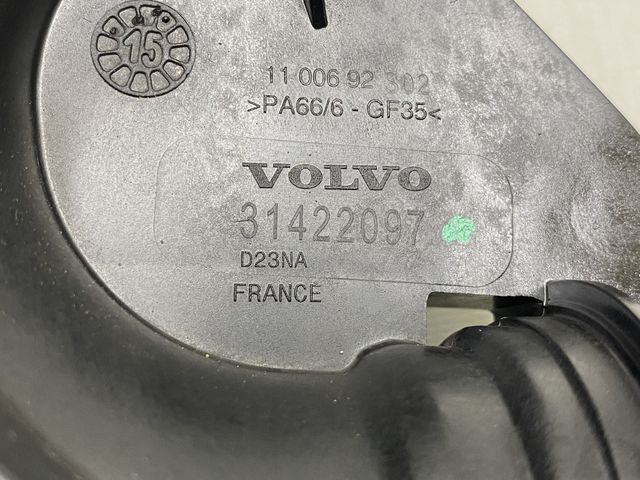 15
11 006 92 302
>PA66/6 - GF35<
VOLVO
31422097
D23NA
FRANCE